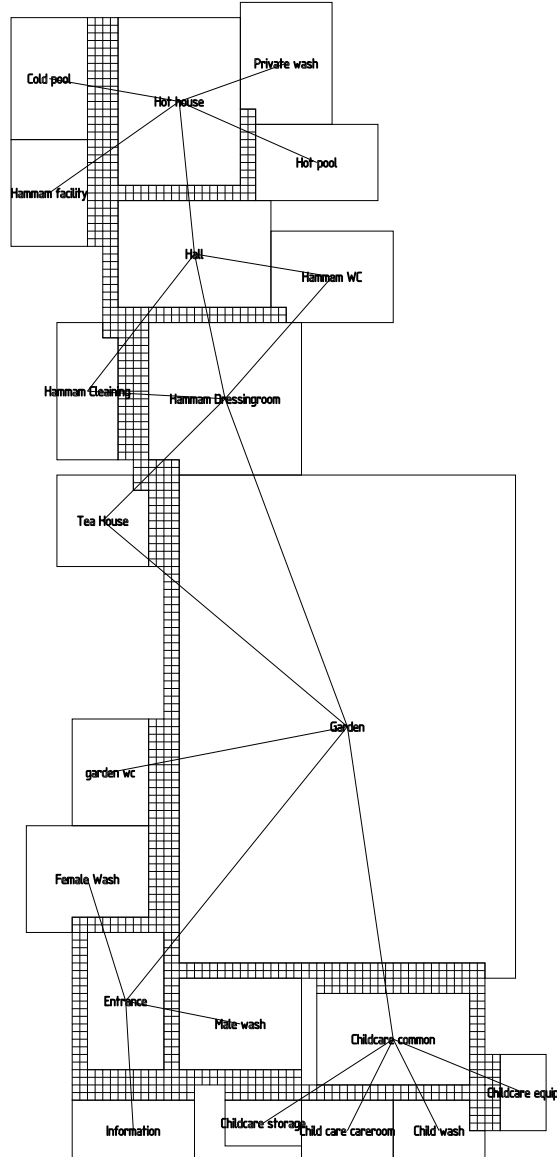 Private wash
Cold pool
Hot house
Hot pool
Hammam facility
Hall
Hammam WC
Hammam Cleaining
Hammam Dressingroom
Tea House
Garden
garden wc
Female Wash
Entrance
Male wash
Childcare common
Childcare equip
Childcare storage
Information
Child care careroom
Child wash